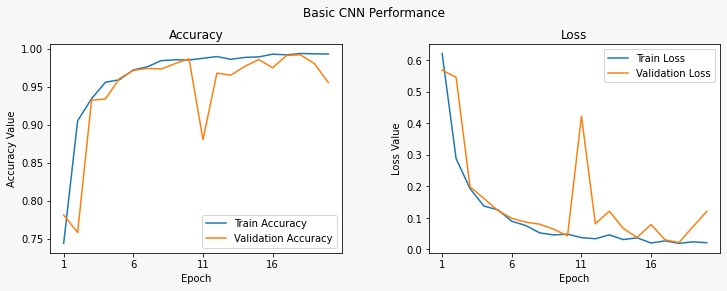 Basic CNN Performance
Accuracy
1.00
0.95
0.90
0.85
0.80
0.75
Accuracy Value
Train Accuracy
Validation Accuracy
1
6
11
16
Epoch
Loss
0.6
0.5
0.4
0.3
0.2
0.1
0.0
Loss Value
Train Loss
Validation Loss
1
6
11
16
Epoch